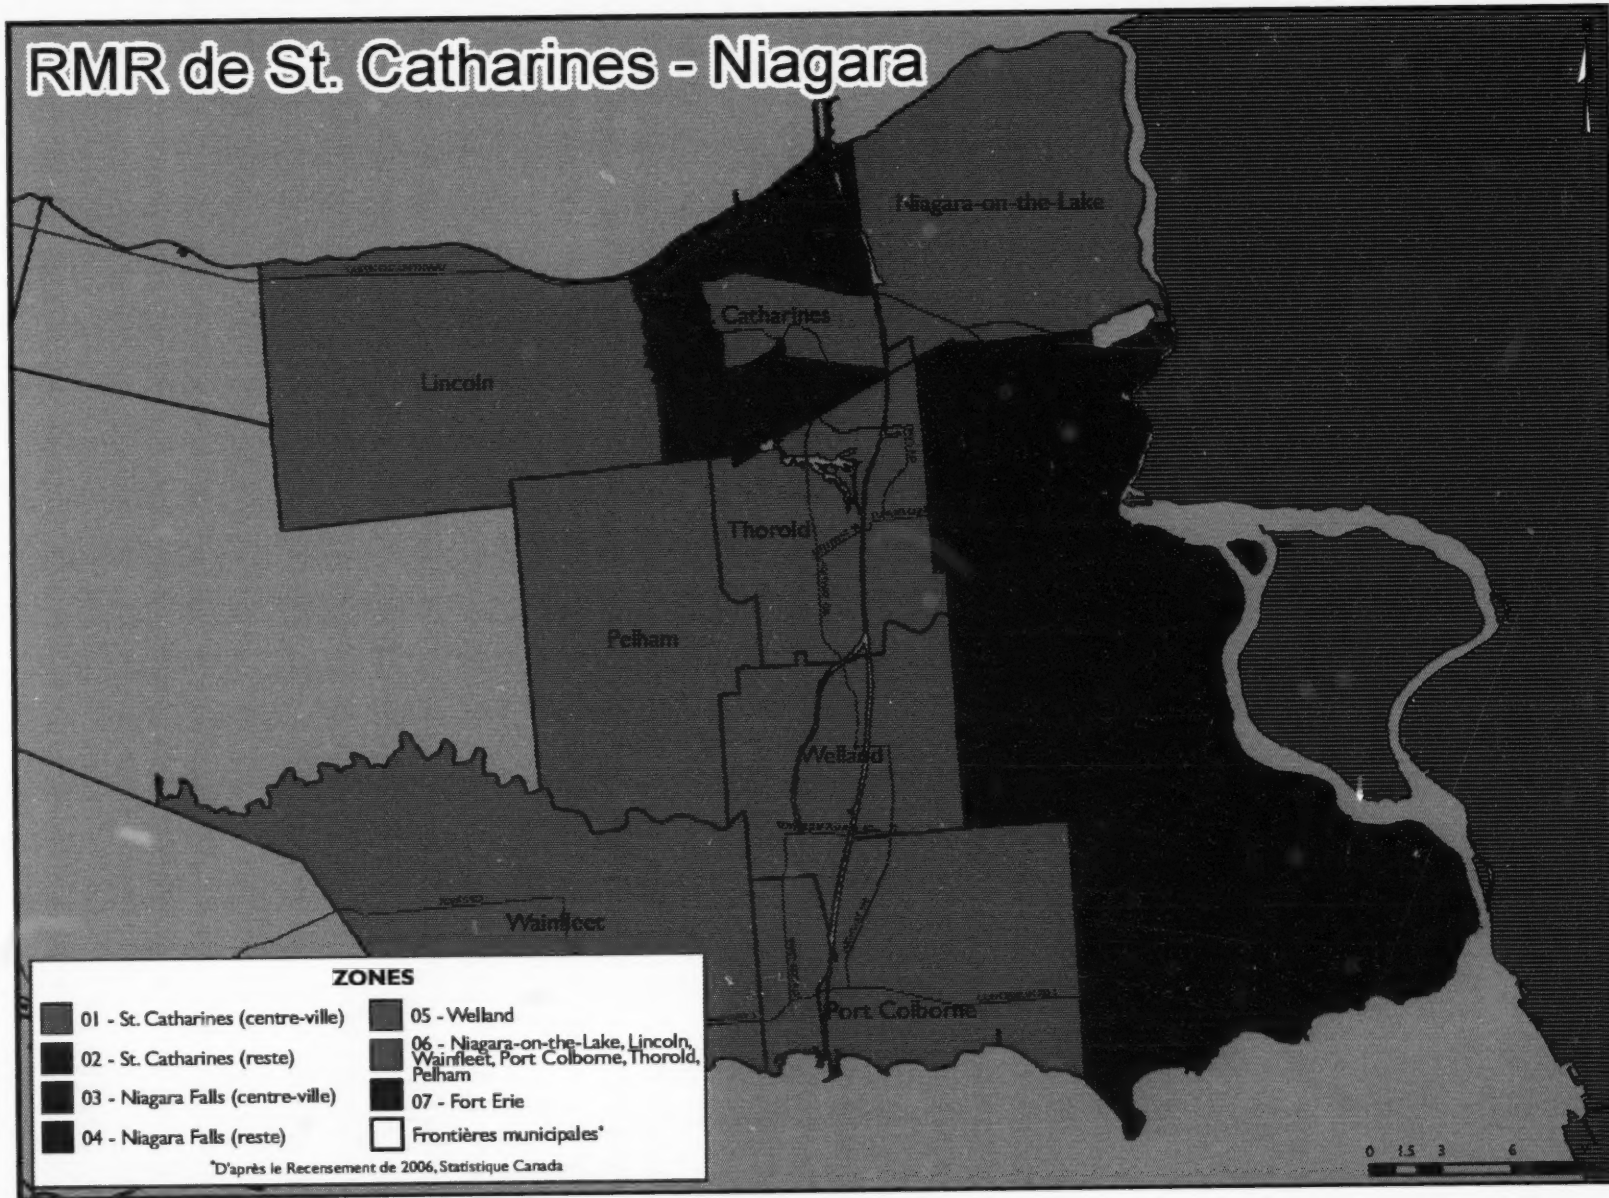 RMR de St. Catharines - Niagara
Niagara-on-the-Lake
Catharines
Lincoln
Thorold
Pelham
Welland
Wainfleet
Port Colborne
ZONES
01 - St. Catharines (centre-ville)
02 - St. Catharines (reste)
03 - Niagara Falls (centre-ville)
04 - Niagara Falls (reste)
05 - Welland
06 - Niagara-on-the-Lake, Lincoln,
Wainfleet, Port Colborne, Thorold,
Pelham
07 - Fort Erie
Frontières municipales*
*D'après le Recensement de 2006, Statistique Canada
0 1.5 3 6